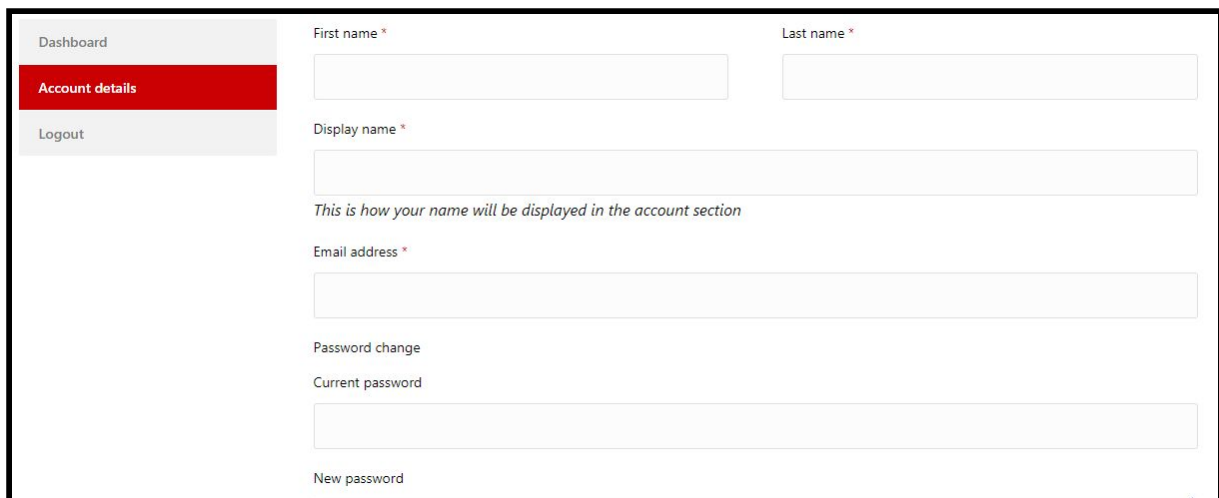 Dashboard
Account details
Logout
First name *
Last name *
Display name *
This is how your name will be displayed in the account section
Email address *
Password change
Current password
New password